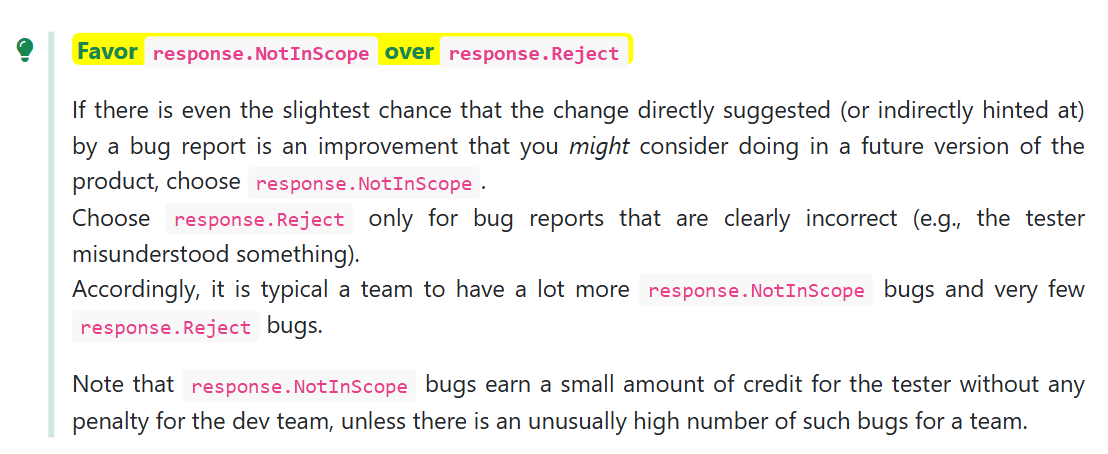 Favor response.NotInScope over response.Reject
If there is even the slightest chance that the change directly suggested (or indirectly hinted at)
by a bug report is an improvement that you might consider doing in a future version of the
product, choose response.NotInScope.
Choose response.Reject only for bug reports that are clearly incorrect (e.g., the tester
misunderstood something).
Accordingly, it is typical a team to have a lot more response.NotInScope bugs and very few
response.Reject bugs.
Note that response.NotInScope bugs earn a small amount of credit for the tester without any
penalty for the dev team, unless there is an unusually high number of such bugs for a team.